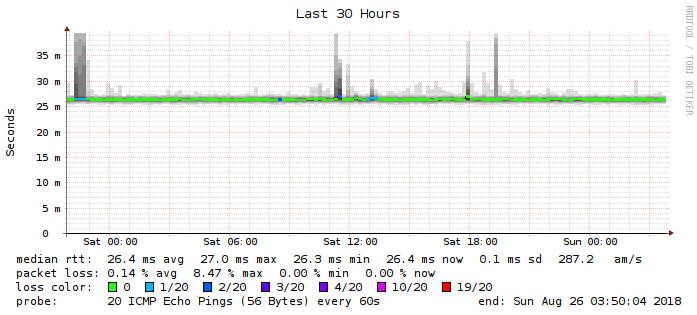 Last 30 Hours
RRDTOOL / TOBI OETIKER
Seconds
35 m
30 m
25 m
20 m
15 m
10 m
5 m
0
Sat 00:00 Sat 06:00 Sat 12:00 Sat 18:00 Sun 00:00
median rtt: 26.4 ms avg 27.0 ms max 26.3 ms min 26.4 ms now 0.1 ms sd 287.2 am/s
packet loss: 0.14 % avg 8.47 % max 0.00 % min 0.00 % now
loss color: 0 1/20 2/20 3/20 4/20 10/20 19/20
probe: 20 ICMP Echo Pings (56 Bytes) every 60s end: Sun Aug 26 03:50:04 2018